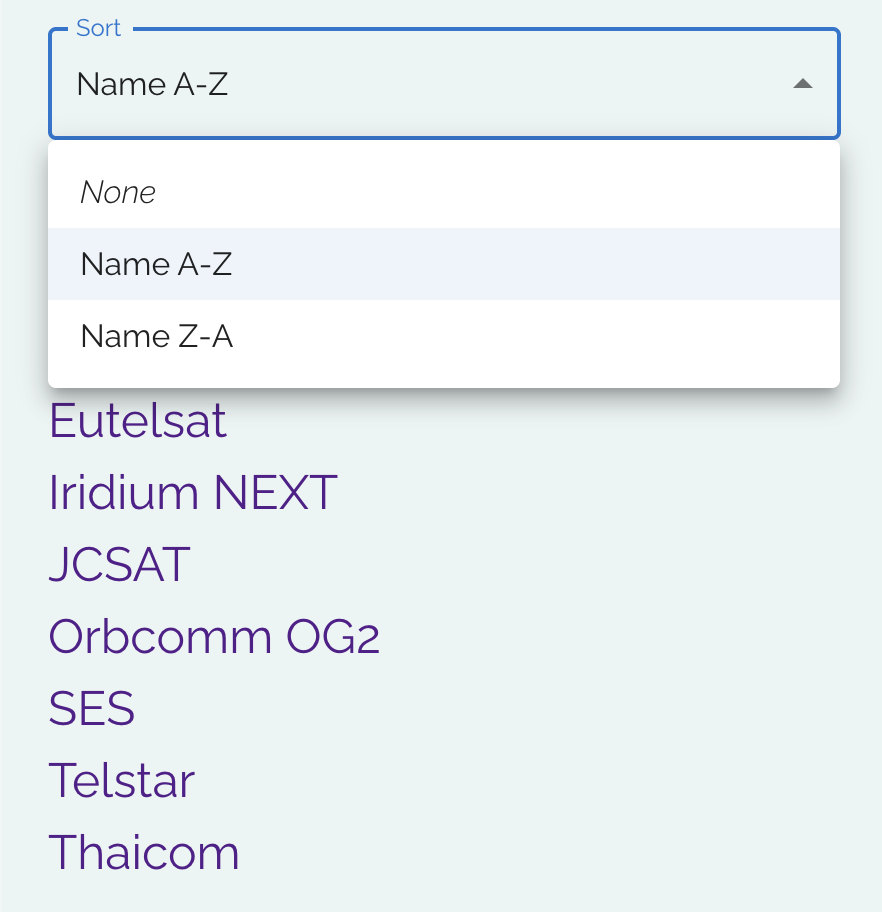 Sort
Name A-Z
None
Name A-Z
Name Z-A
Eutelsat
Iridium NEXT
JCSAT
Orbcomm OG2
SES
Telstar
Thaicom